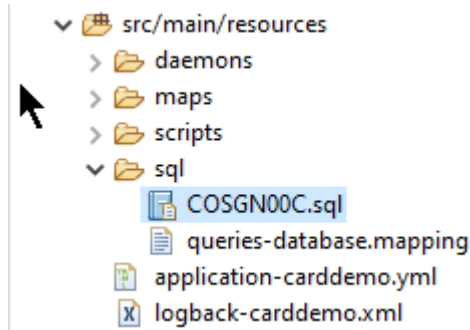 src/main/resources
daemons
maps
scripts
sql
COSGN00C.sql
queries-database.mapping
application-carddemo.yml
logback-carddemo.xml